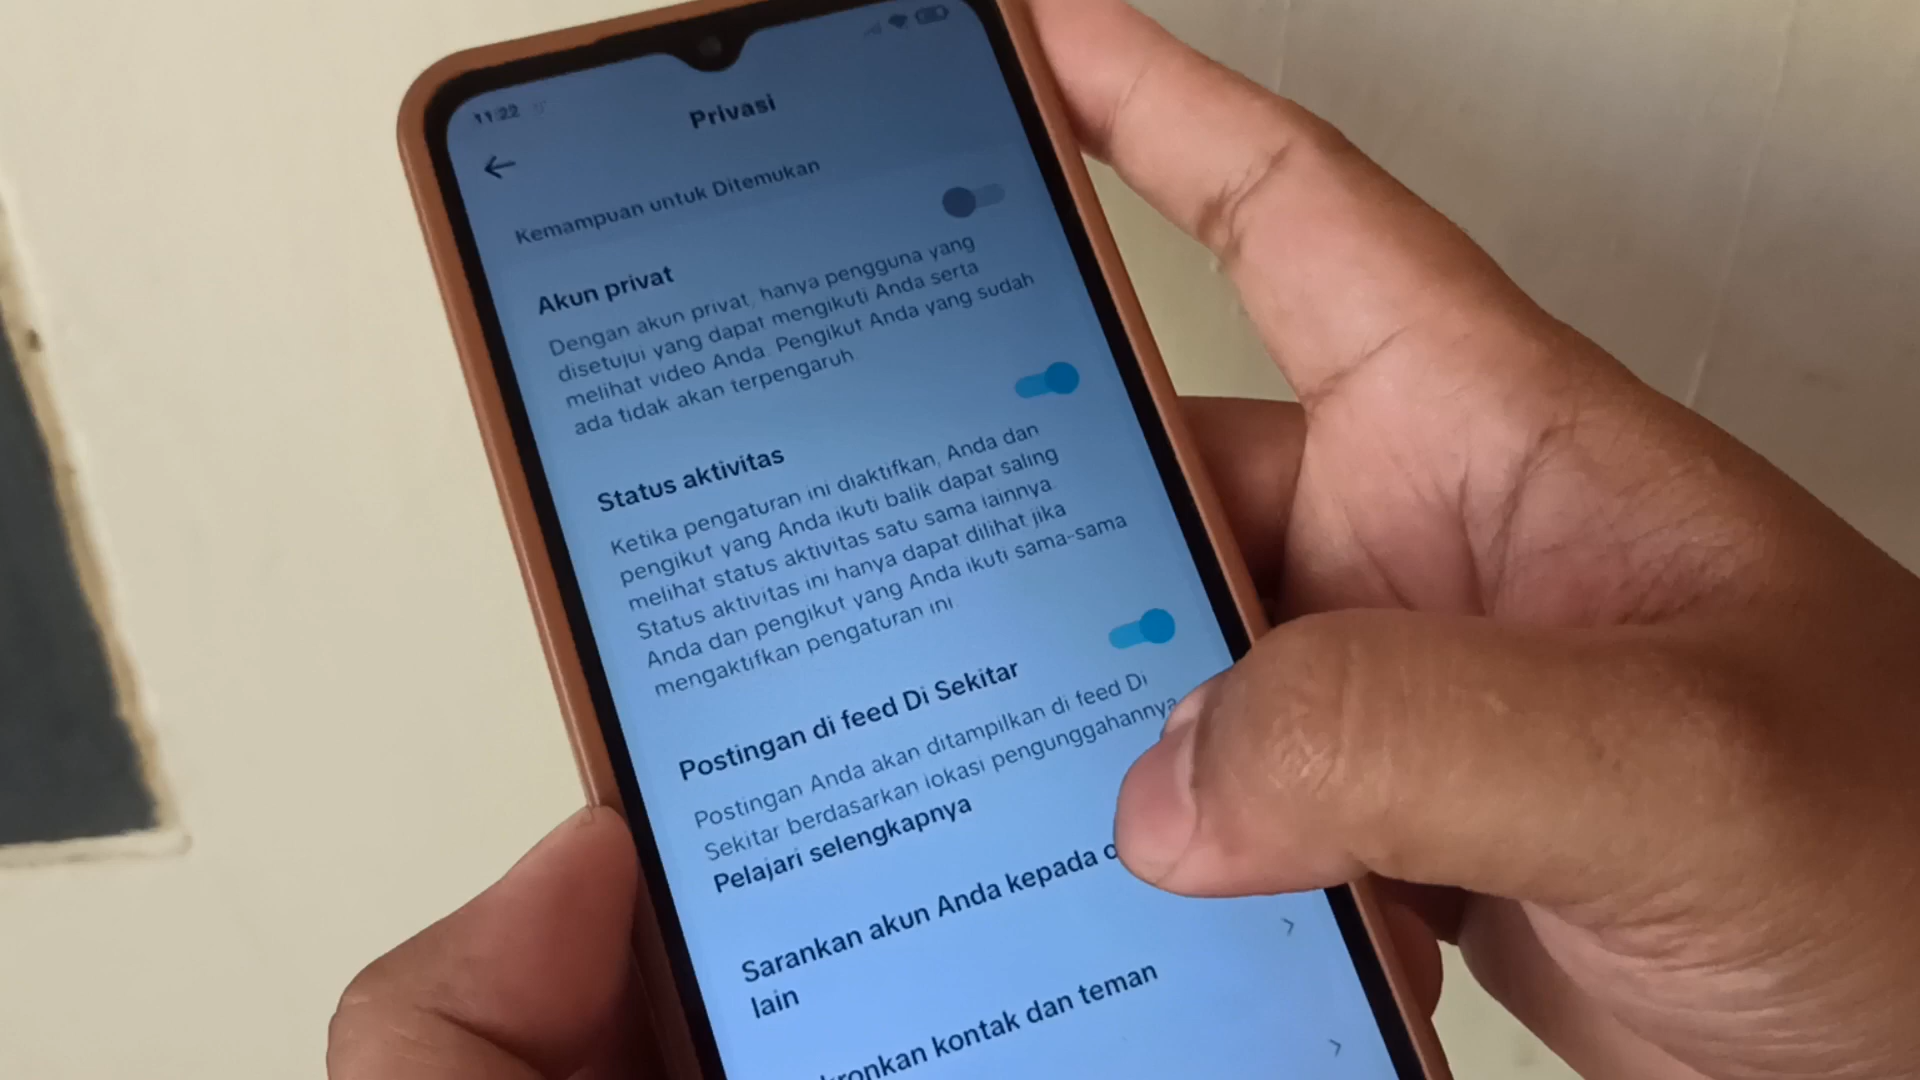 11:22
Privasi
Kemampuan untuk Ditemukan
Akun privat
Dengan akun privat, hanya pengguna yang
disetujui yang dapat mengikuti Anda serta
melihat video Anda. Pengikut Anda yang sudah
ada tidak akan terpengaruh.
Status aktivitas
Ketika pengaturan ini diaktifkan, Anda dan
pengikut yang Anda ikuti balik dapat saling
melihat status aktivitas satu sama lainnya.
Status aktivitas ini hanya dapat dilihat jika
Anda dan pengikut yang Anda ikuti sama-sama
mengaktifkan pengaturan ini.
Postingan di feed Di Sekitar
Postingan Anda akan ditampilkan di feed Di
Sekitar berdasarkan lokasi pengunggahannya.
Pelajari selengkapnya
Sarankan akun Anda kepada
lain
kontak dan teman